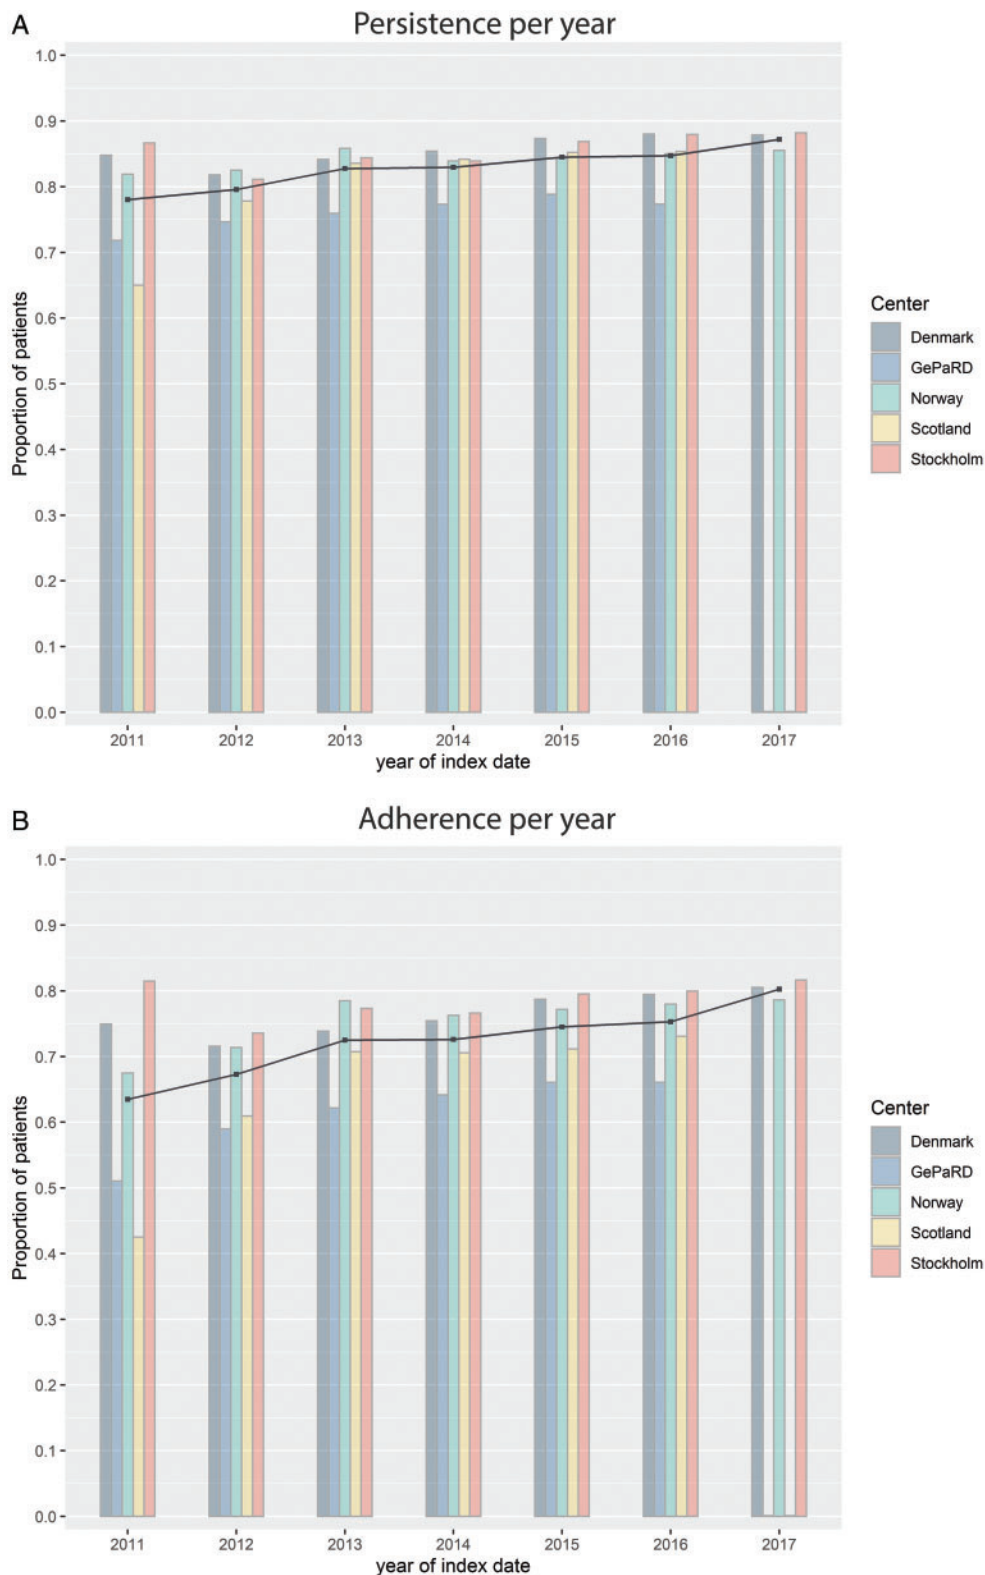 A
Persistence per year
1.0
0.9
0.8
0.7
0.6
0.5
0.4
0.3
0.2
0.1
0.0
Proportion of patients
2011 2012 2013 2014 2015 2016 2017
year of index date
Center
Denmark
GePaRD
Norway
Scotland
Stockholm
B
Adherence per year
1.0
0.9
0.8
0.7
0.6
0.5
0.4
0.3
0.2
0.1
0.0
Proportion of patients
2011 2012 2013 2014 2015 2016 2017
year of index date
Center
Denmark
GePaRD
Norway
Scotland
Stockholm